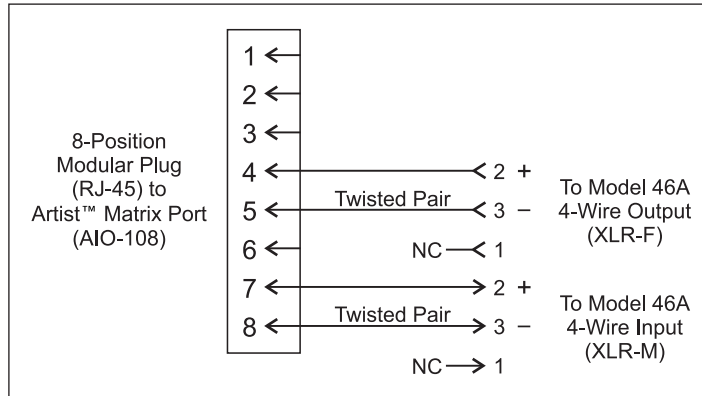 8-Position
Modular Plug
(RJ-45) to
Artist™ Matrix Port
(AIO-108)
1
2
3
4
5
6
7
8
Twisted Pair
Twisted Pair
2 +
3 –
NC 1
2 +
3 –
NC 1
To Model 46A
4-Wire Output
(XLR-F)
To Model 46A
4-Wire Input
(XLR-M)